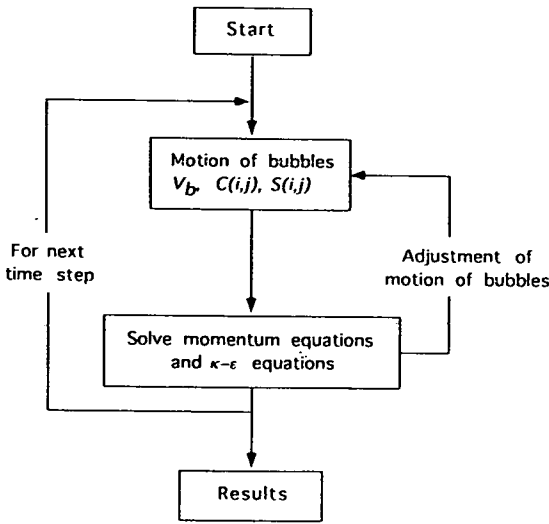 Start
Motion of bubbles
V_b, C(i,j), S(i,j)
For next
time step
Adjustment of
motion of bubbles
Solve momentum equations
and κ–ε equations
Results